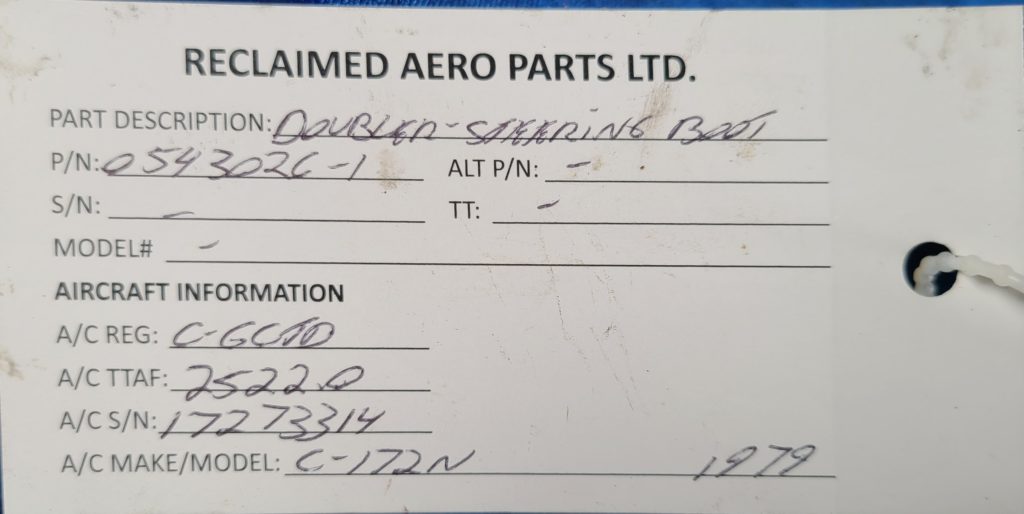 RECLAIMED AERO PARTS LTD.
PART DESCRIPTION: DOUBLER-STEERING BOOT
P/N: 0543026-1 ALT P/N: -
S/N: - TT: -
MODEL# -
AIRCRAFT INFORMATION
A/C REG: C-GCJD
A/C TTAF: 2522.0
A/C S/N: 17273314
A/C MAKE/MODEL: C-172N 1979